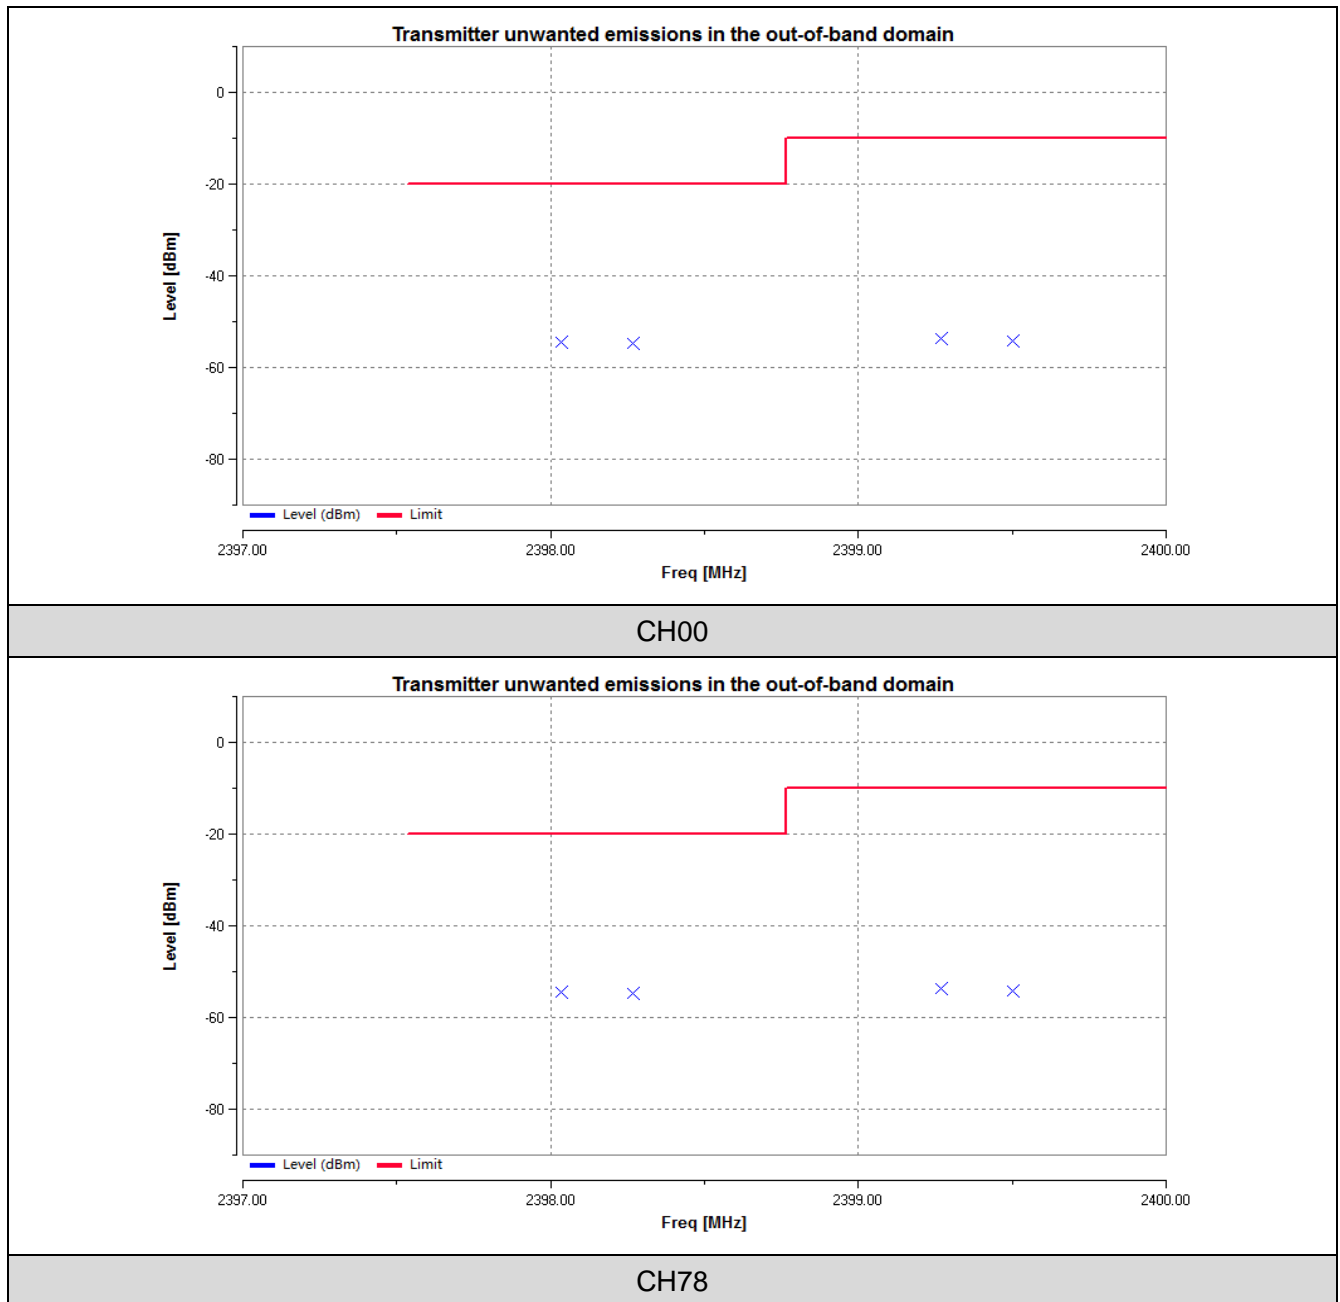 Transmitter unwanted emissions in the out-of-band domain
0
-20
-40
-60
-80
Level [dBm]
Level (dBm) Limit
2397.00 2398.00 2399.00 2400.00
Freq [MHz]
CH00
Transmitter unwanted emissions in the out-of-band domain
0
-20
-40
-60
-80
Level [dBm]
Level (dBm) Limit
2397.00 2398.00 2399.00 2400.00
Freq [MHz]
CH78